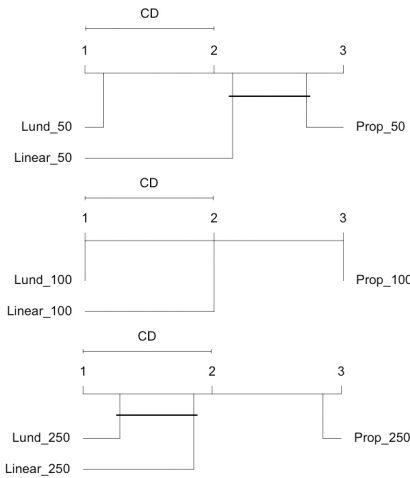 CD
1 2 3
Lund_50 Prop_50
Linear_50
CD
1 2 3
Lund_100 Prop_100
Linear_100
CD
1 2 3
Lund_250 Prop_250
Linear_250